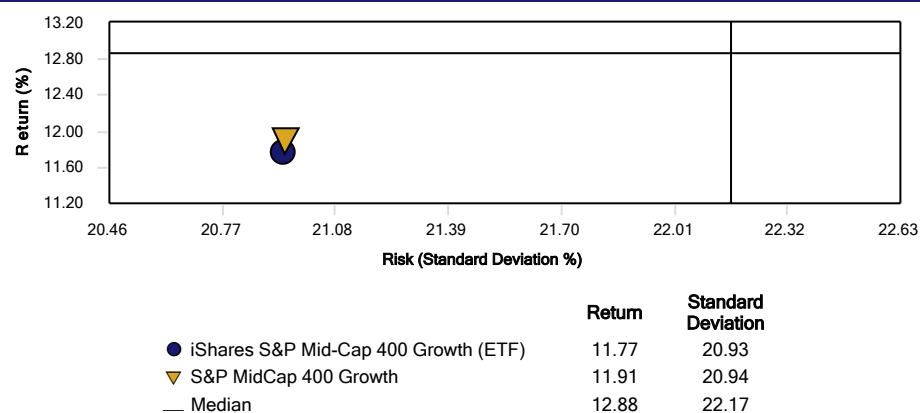 13.20
12.80
12.40
12.00
11.60
11.20
Return (%)
20.46 20.77 21.08 21.39 21.70 22.01 22.32 22.63
Risk (Standard Deviation %)
Return Standard Deviation
iShares S&P Mid-Cap 400 Growth (ETF) 11.77 20.93
S&P MidCap 400 Growth 11.91 20.94
Median 12.88 22.17